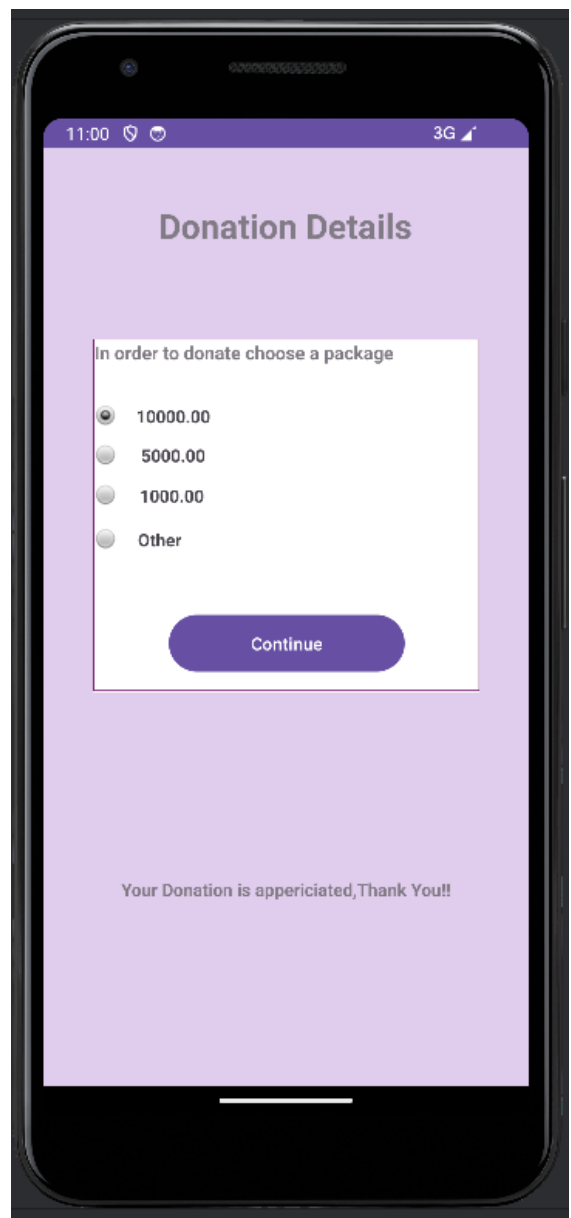 11:00 3G
Donation Details
In order to donate choose a package
10000.00
5000.00
1000.00
Other
Continue
Your Donation is appericiated,Thank You!!